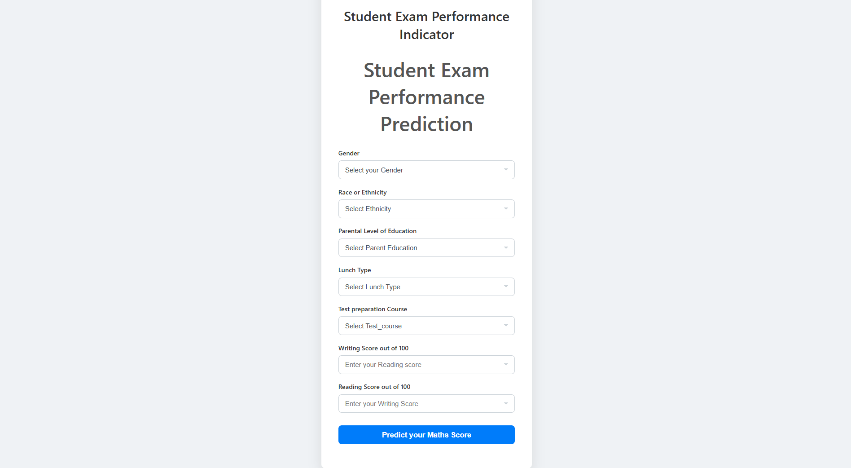 Student Exam Performance
Indicator
Student Exam
Performance
Prediction
Gender
Select your Gender
Race or Ethnicity
Select Ethnicity
Parental Level of Education
Select Parent Education
Lunch Type
Select Lunch Type
Test preparation Course
Select Test_course
Writing Score out of 100
Enter your Reading score
Reading Score out of 100
Enter your Writing Score
Predict your Maths Score